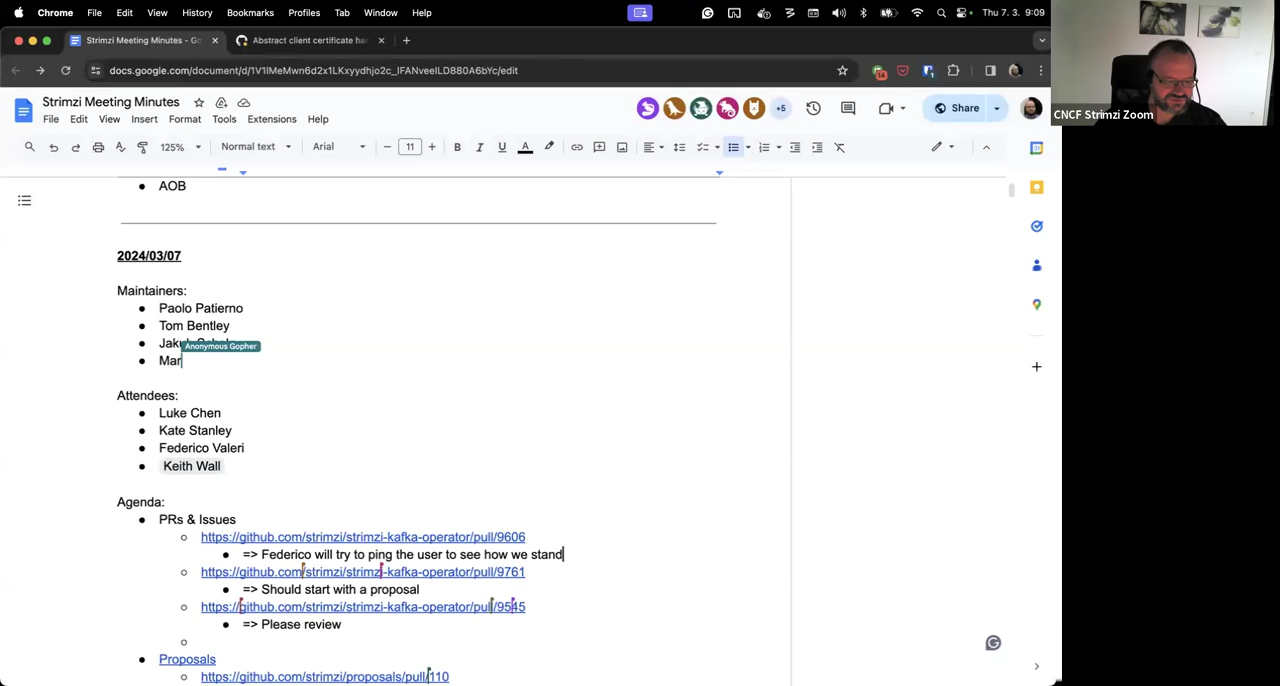 Chrome File Edit View History Bookmarks Profiles Tab Window Help Thu 7. 3. 9:09
Strimzi Meeting Minutes - Go Abstract client certificate ha
docs.google.com/document/d/1V1lMeMwn6d2x1LKxyydhjo2c_IFANveelLD880A6bYc/edit 14
Strimzi Meeting Minutes
File Edit View Insert Format Tools Extensions Help
+5 Share
125% Normal text Arial 11
AOB
2024/03/07
Maintainers:
Paolo Patierno
Tom Bentley
Anonymous Gopher
Mar
Attendees:
Luke Chen
Kate Stanley
Federico Valeri
Keith Wall
Agenda:
PRs & Issues
https://github.com/strimzi/strimzi-kafka-operator/pull/9606
=> Federico will try to ping the user to see how we stand
https://github.com/strimzi/strimzi-kafka-operator/pull/9761
=> Should start with a proposal
https://github.com/strimzi/strimzi-kafka-operator/pull/9545
=> Please review
Proposals
https://github.com/strimzi/proposals/pull/110
CNCF Strimzi Zoom